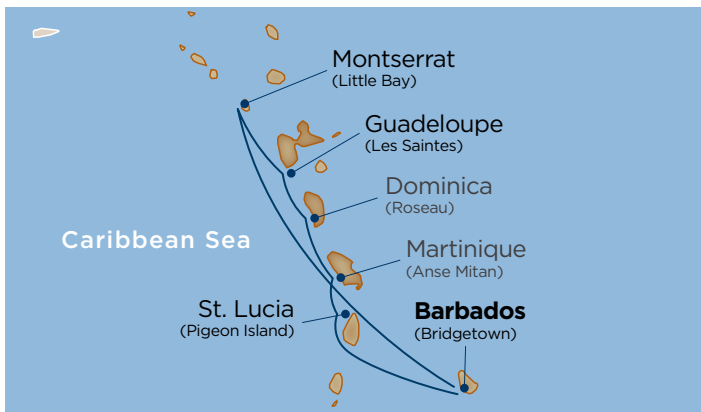 Montserrat
(Little Bay)
Guadeloupe
(Les Saintes)
Dominica
(Roseau)
Caribbean Sea
Martinique
(Anse Mitan)
St. Lucia
(Pigeon Island)
Barbados
(Bridgetown)